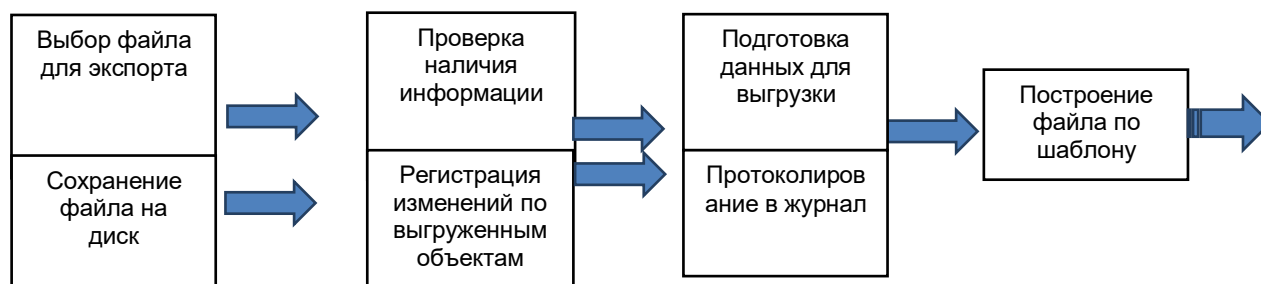 Выбор файла
для экспорта
Сохранение
файла на
диск
Проверка
наличия
информации
Регистрация
изменений по
выгруженным
объектам
Подготовка
данных для
выгрузки
Протоколиров
ание в журнал
Построение
файла по
шаблону